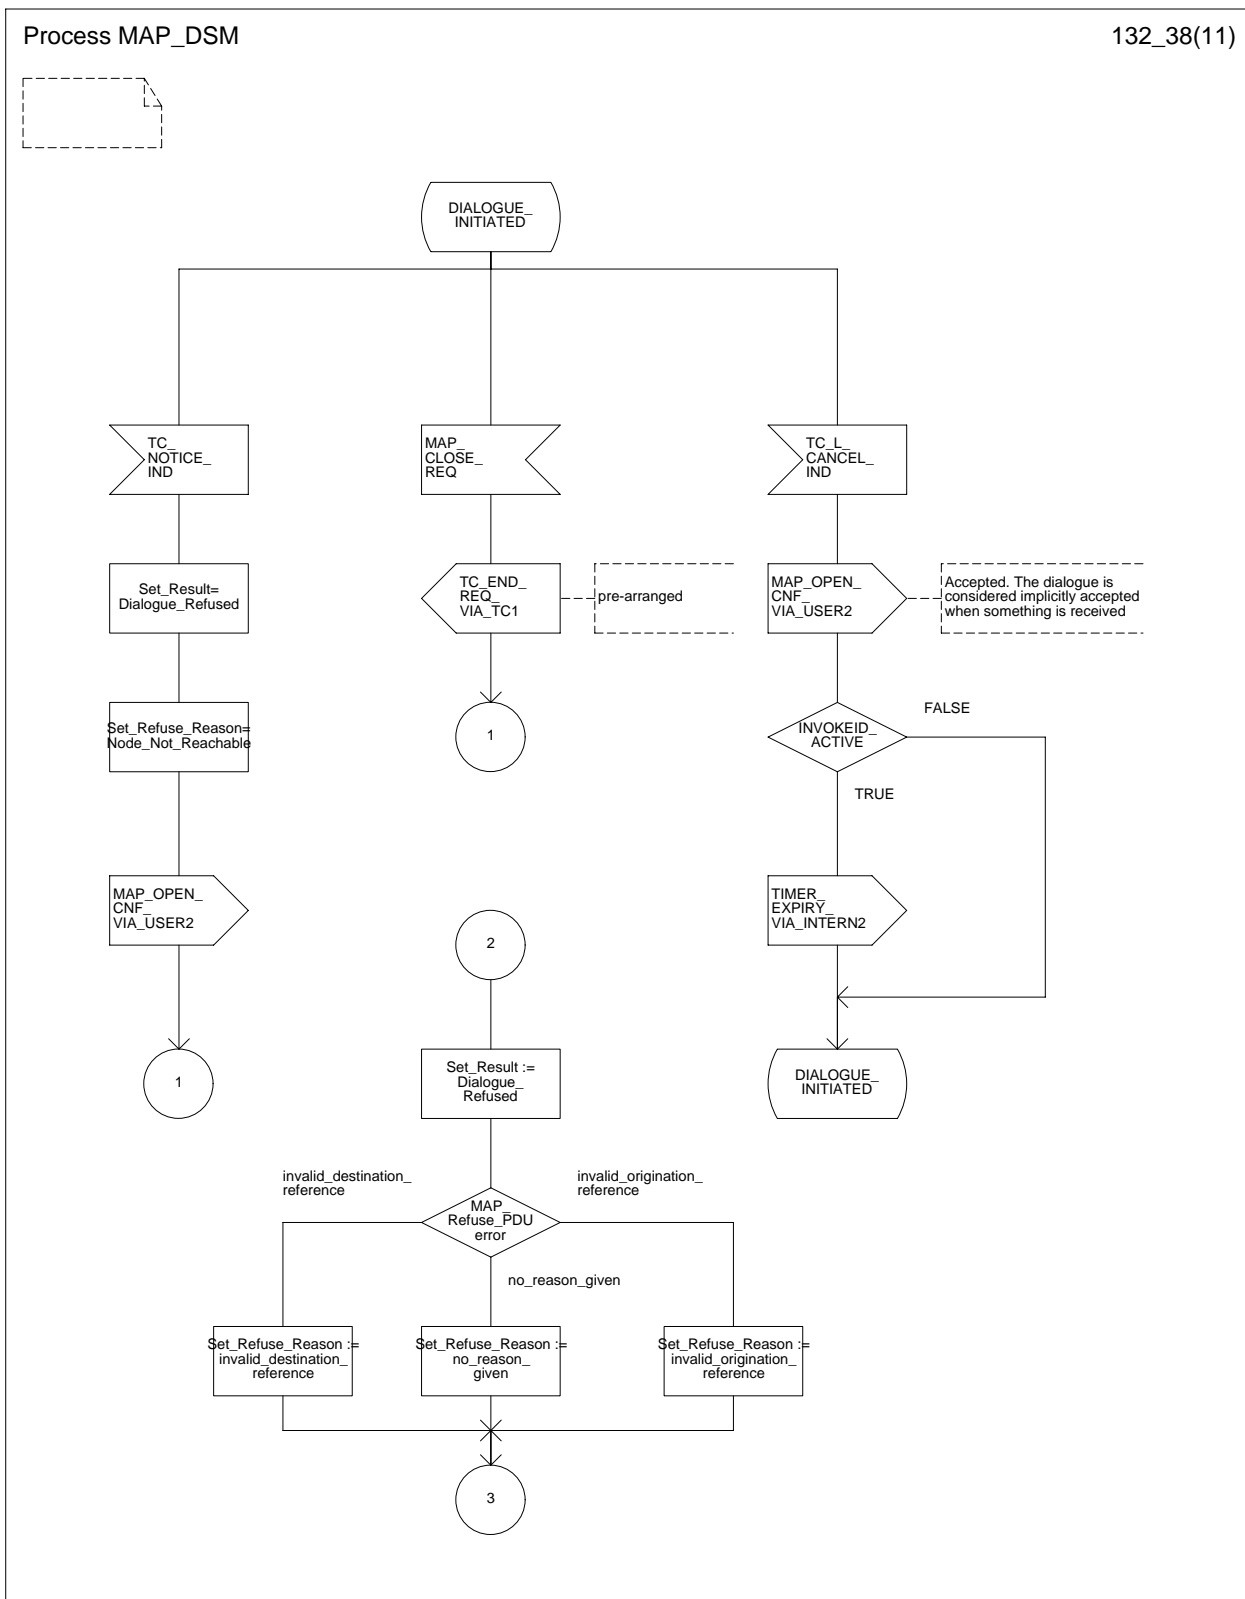 Process MAP_DSM
132_38(11)
DIALOGUE_
INITIATED
TC_
NOTICE_
IND
MAP_
CLOSE_
REQ
TC_L_
CANCEL_
IND
Set_Result=
Dialogue_Refused
TC_END_
REQ_
VIA_TC1
pre-arranged
MAP_OPEN_
CNF_
VIA_USER2
Accepted. The dialogue is
considered implicitly accepted
when something is received
Set_Refuse_Reason=
Node_Not_Reachable
1
INVOKEID_
ACTIVE
FALSE
TRUE
MAP_OPEN_
CNF_
VIA_USER2
2
TIMER_
EXPIRY_
VIA_INTERN2
1
Set_Result :=
Dialogue_
Refused
DIALOGUE_
INITIATED
invalid_destination_
reference
MAP_
Refuse_PDU
error
invalid_origination_
reference
no_reason_given
Set_Refuse_Reason :=
invalid_destination_
reference
Set_Refuse_Reason :=
no_reason_
given
Set_Refuse_Reason :=
invalid_origination_
reference
3